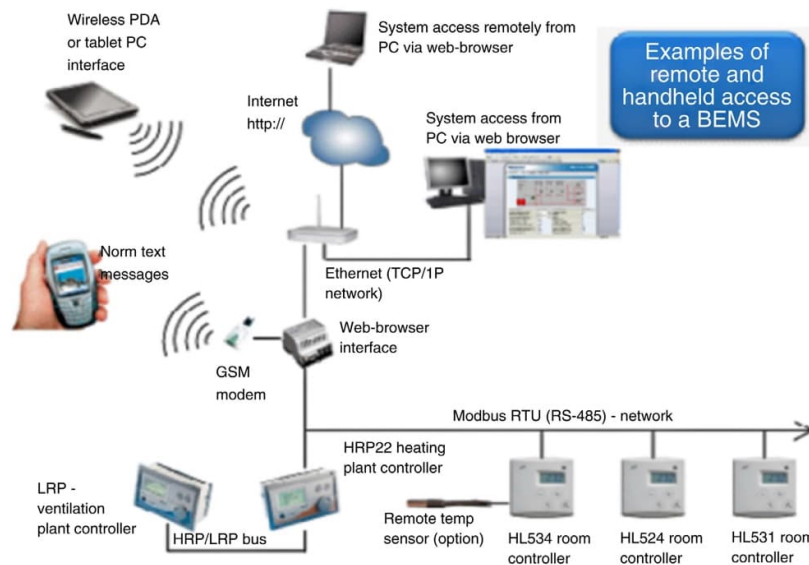 Wireless PDA
or tablet PC
interface
System access remotely from
PC via web-browser
Examples of
remote and
handheld access
to a BEMS
Internet
http://
System access from
PC via web browser
Norm text
messages
Ethernet (TCP/1P
network)
Web-browser
interface
GSM
modem
Modbus RTU (RS-485) - network
HRP22 heating
plant controller
LRP -
ventilation
plant controller
HRP/LRP bus
Remote temp
sensor (option)
HL534 room
controller
HL524 room
controller
HL531 room
controller